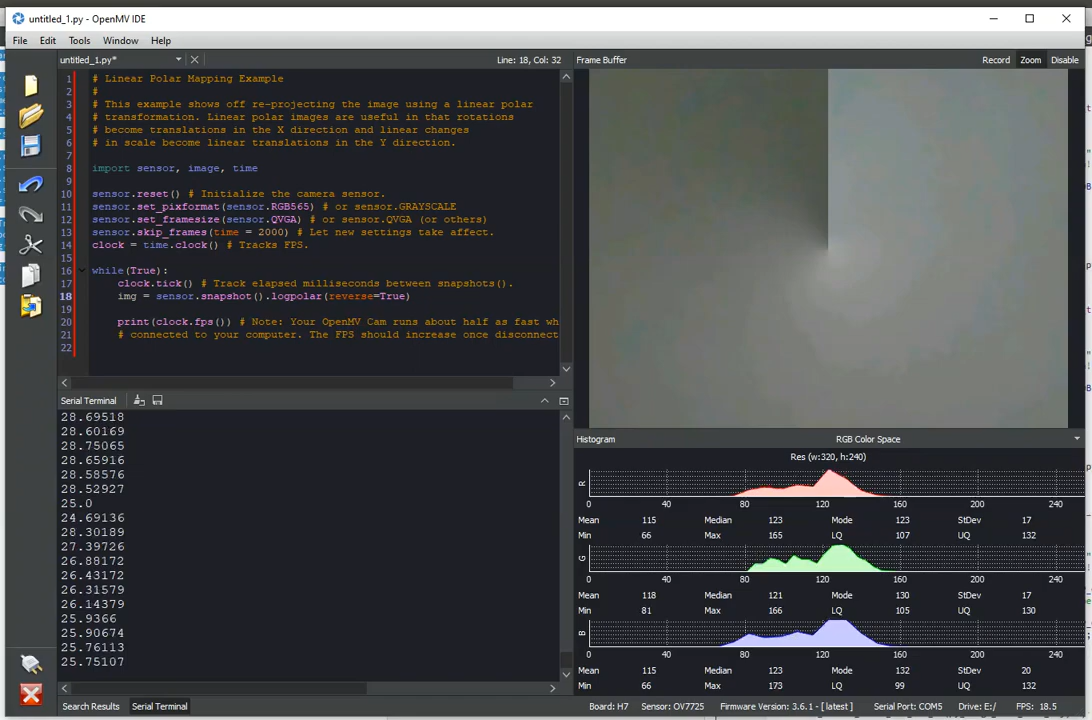 untitled_1.py - OpenMV IDE
File Edit Tools Window Help
untitled_1.py*
Line: 18, Col: 32
1 # Linear Polar Mapping Example
2 #
3 # This example shows off re-projecting the image using a linear polar
4 # transformation. Linear polar images are useful in that rotations
5 # become translations in the X direction and linear changes
6 # in scale become linear translations in the Y direction.
7
8 import sensor, image, time
9
10 sensor.reset() # Initialize the camera sensor.
11 sensor.set_pixformat(sensor.RGB565) # or sensor.GRAYSCALE
12 sensor.set_framesize(sensor.QVGA) # or sensor.QVGA (or others)
13 sensor.skip_frames(time = 2000) # Let new settings take affect.
14 clock = time.clock() # Tracks FPS.
15
16 while(True):
17 clock.tick() # Track elapsed milliseconds between snapshots().
18 img = sensor.snapshot().logpolar(reverse=True)
19
20 print(clock.fps()) # Note: Your OpenMV Cam runs about half as fast wh
21 # connected to your computer. The FPS should increase once disconnect
22
Serial Terminal
28.69518
28.60169
28.75065
28.65916
28.58576
28.52927
25.0
24.69136
28.30189
27.39726
26.88172
26.43172
26.31579
26.14379
25.9366
25.90674
25.76113
25.75107
Search Results Serial Terminal
Frame Buffer Record Zoom Disable
Histogram RGB Color Space
Res (w:320, h:240)
R
0 40 80 120 160 200 240
Mean 115 Median 123 Mode 123 StDev 17
Min 66 Max 165 LQ 107 UQ 132
G
0 40 80 120 160 200 240
Mean 118 Median 121 Mode 130 StDev 17
Min 81 Max 166 LQ 105 UQ 130
B
0 40 80 120 160 200 240
Mean 115 Median 123 Mode 132 StDev 20
Min 66 Max 173 LQ 99 UQ 132
Board: H7 Sensor: OV7725 Firmware Version: 3.6.1 - [ latest ] Serial Port: COM5 Drive: E:/ FPS: 18.5